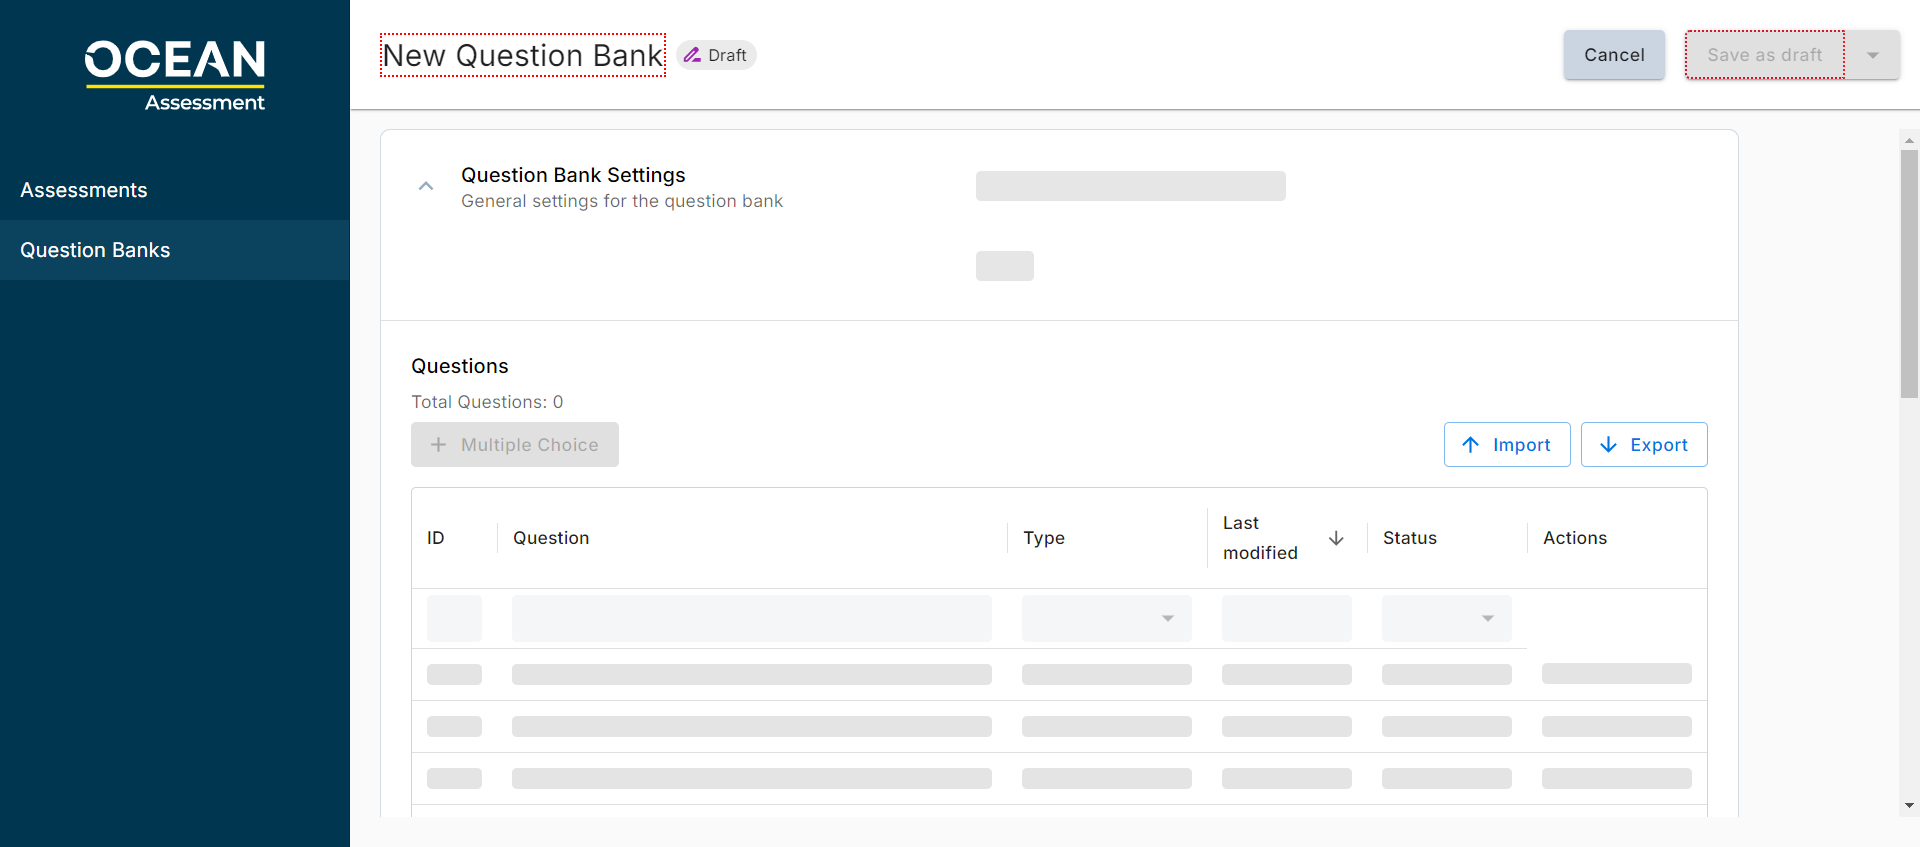 OCEAN
Assessment
Assessments
Question Banks
New Question Bank
Draft
Cancel
Save as draft
Question Bank Settings
General settings for the question bank
Questions
Total Questions: 0
Multiple Choice
Import
Export
ID
Question
Type
Last
modified
Status
Actions